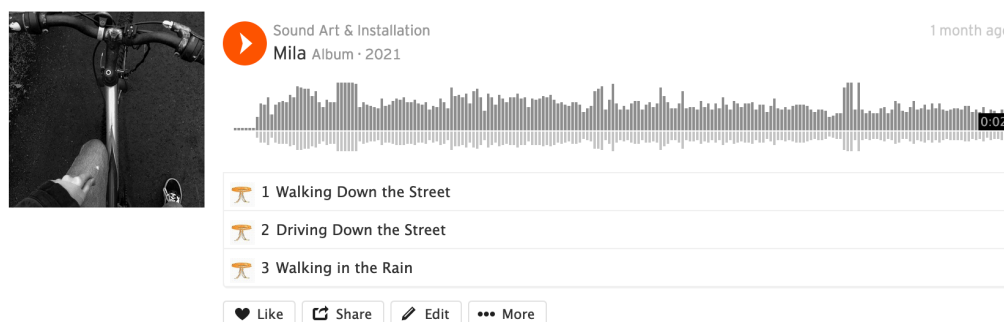 Sound Art & Installation
1 month ago
Mila Album · 2021
0:02
1 Walking Down the Street
2 Driving Down the Street
3 Walking in the Rain
Like Share Edit More